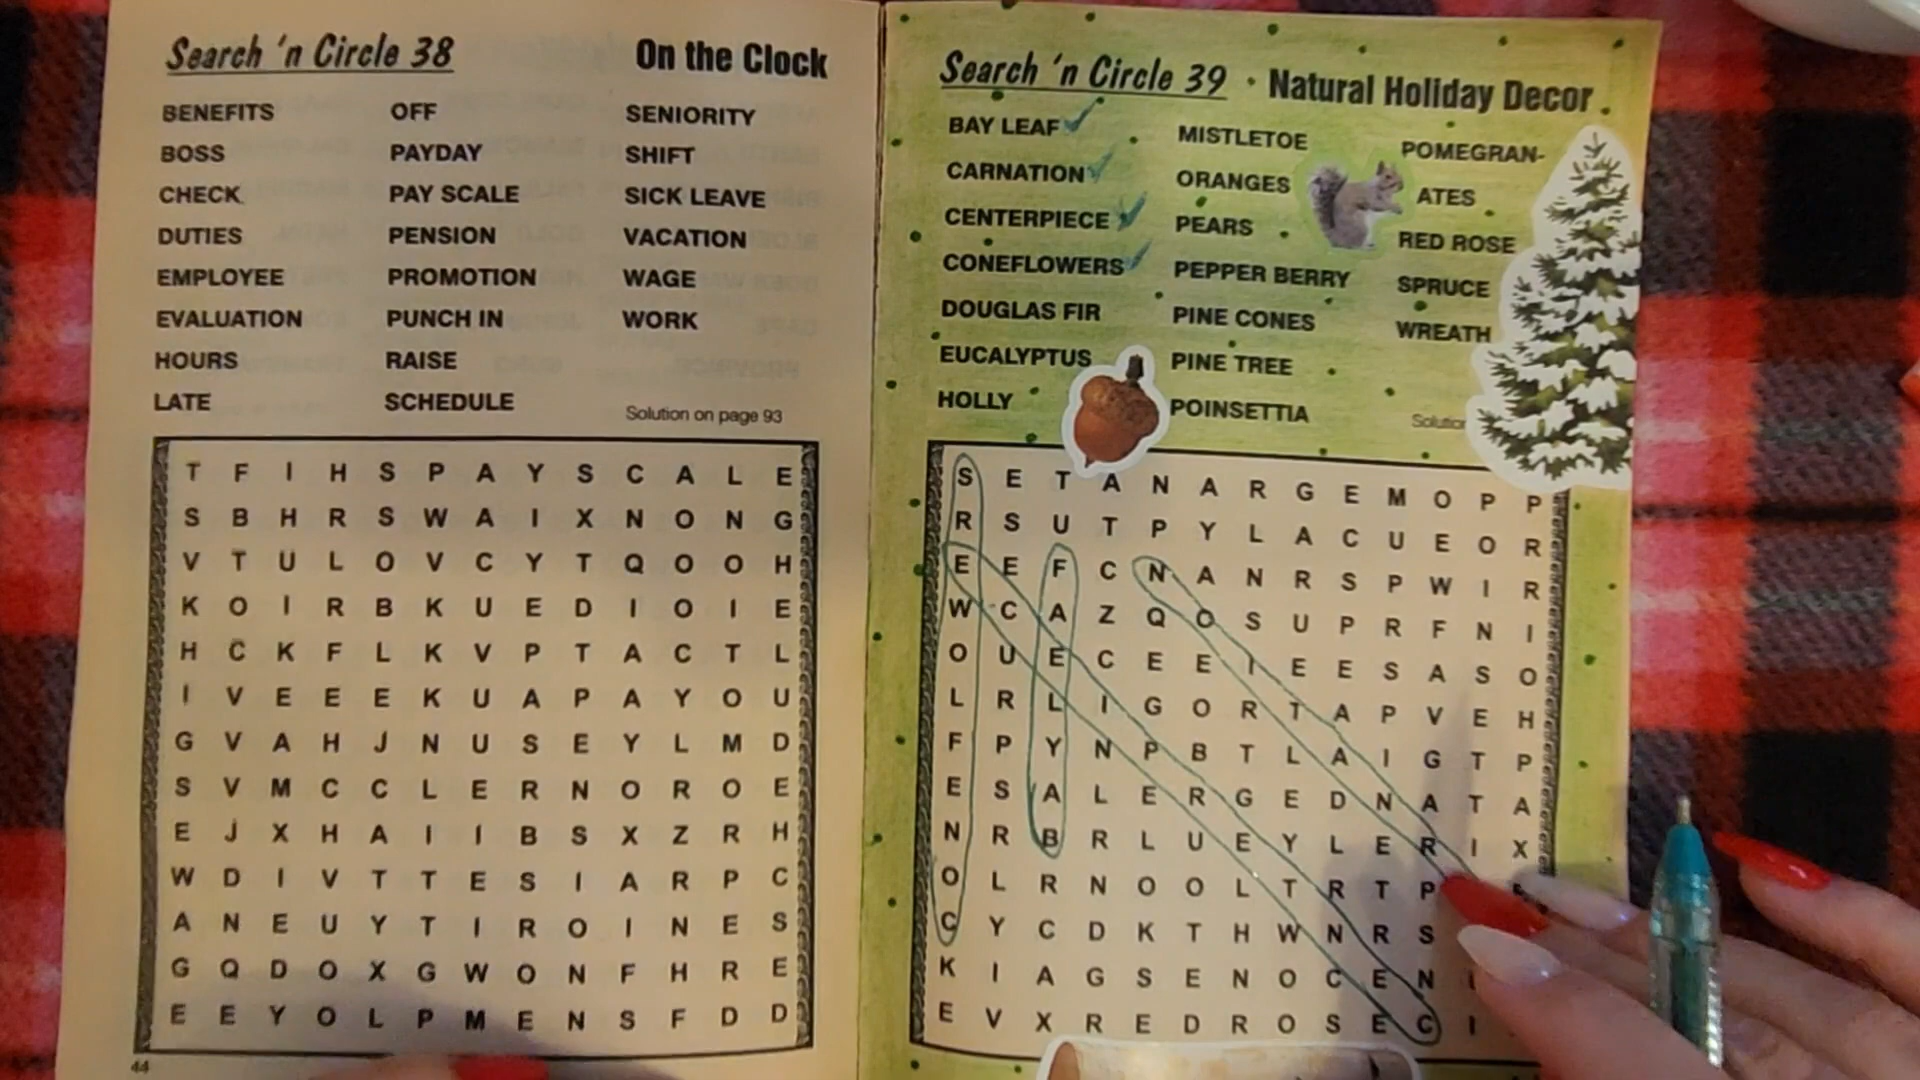 Search 'n Circle 38 On the Clock
BENEFITS OFF SENIORITY
BOSS PAYDAY SHIFT
CHECK PAY SCALE SICK LEAVE
DUTIES PENSION VACATION
EMPLOYEE PROMOTION WAGE
EVALUATION PUNCH IN WORK
HOURS RAISE
LATE SCHEDULE Solution on page 93
T F I H S P A Y S C A L E
S B H R S W A I X N O N G
V T U L O V C Y T Q O O H
K O I R B K U E D I O I E
H C K F L K V P T A C T L
I V E E E K U A P A Y O U
G V A H J N U S E Y L M D
S V M C C L E R N O R O E
E J X H A I I B S X Z R H
W D I V T T E S I A R P C
A N E U Y T I R O I N E S
G Q D O X G W O N F H R E
E E Y O L P M E N S F D D
44
Search 'n Circle 39 Natural Holiday Decor
BAY LEAF MISTLETOE POMEGRAN-
CARNATION ORANGES ATES
CENTERPIECE PEARS RED ROSE
CONEFLOWERS PEPPER BERRY SPRUCE
DOUGLAS FIR PINE CONES WREATH
EUCALYPTUS PINE TREE
HOLLY POINSETTIA
S E T A N A R G E M O P P
R S U T P Y L A C U E O R
E E F C N A N R S P W I R
W C A Z Q O S U P R F N I
O U E C E E I E E S A S O
L R L I G O R T A P V E H
F P Y N P B T L A I G T P
E S A L E R G E D N A T A
N R B R L U E Y L E R I X
O L R N O O L T R T P
C Y C D K T H W N R S
K I A G S E N O C E N
E V X R E D R O S E C I